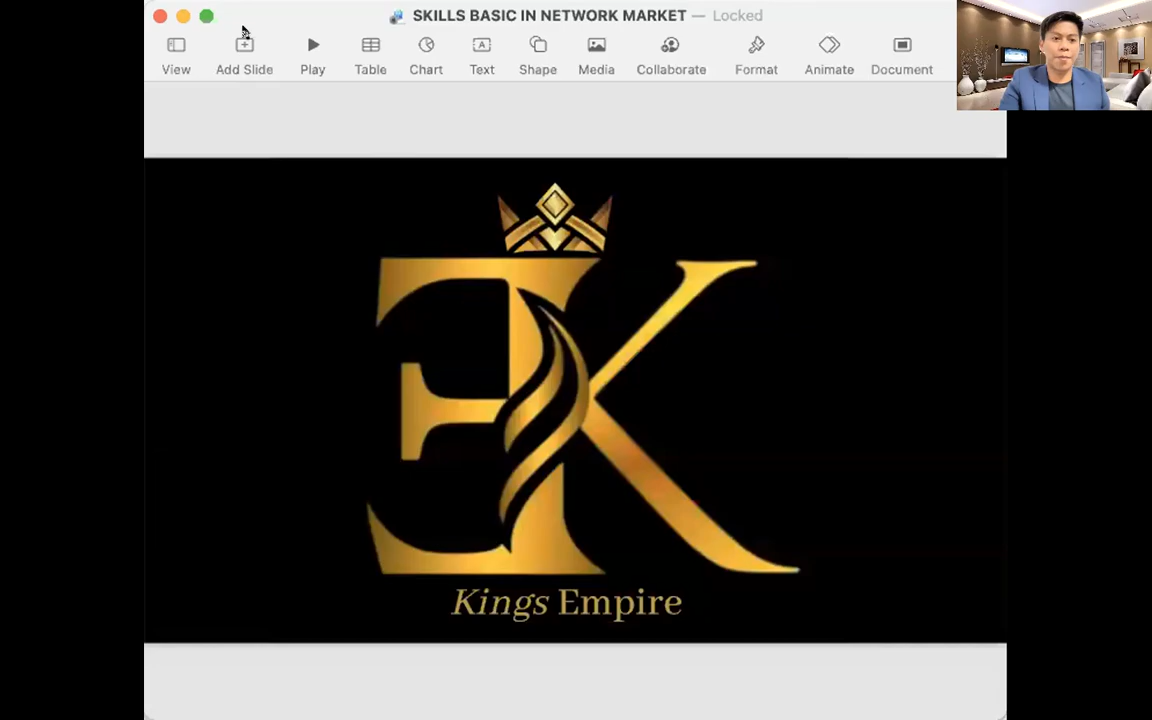 SKILLS BASIC IN NETWORK MARKET — Locked
View Add Slide Play Table Chart Text Shape Media Collaborate Format Animate Document
EK
Kings Empire